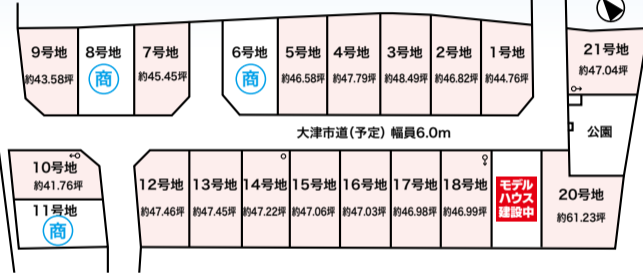 9号地
約43.58坪
8号地
商
7号地
約45.45坪
6号地
商
5号地
約46.58坪
4号地
約47.79坪
3号地
約48.49坪
2号地
約46.82坪
1号地
約44.76坪
21号地
約47.04坪
大津市道(予定) 幅員6.0m
公園
10号地
約41.76坪
11号地
商
12号地
約47.46坪
13号地
約47.45坪
14号地
約47.22坪
15号地
約47.06坪
16号地
約47.03坪
17号地
約46.98坪
18号地
約46.99坪
モデル
ハウス
建設中
20号地
約61.23坪